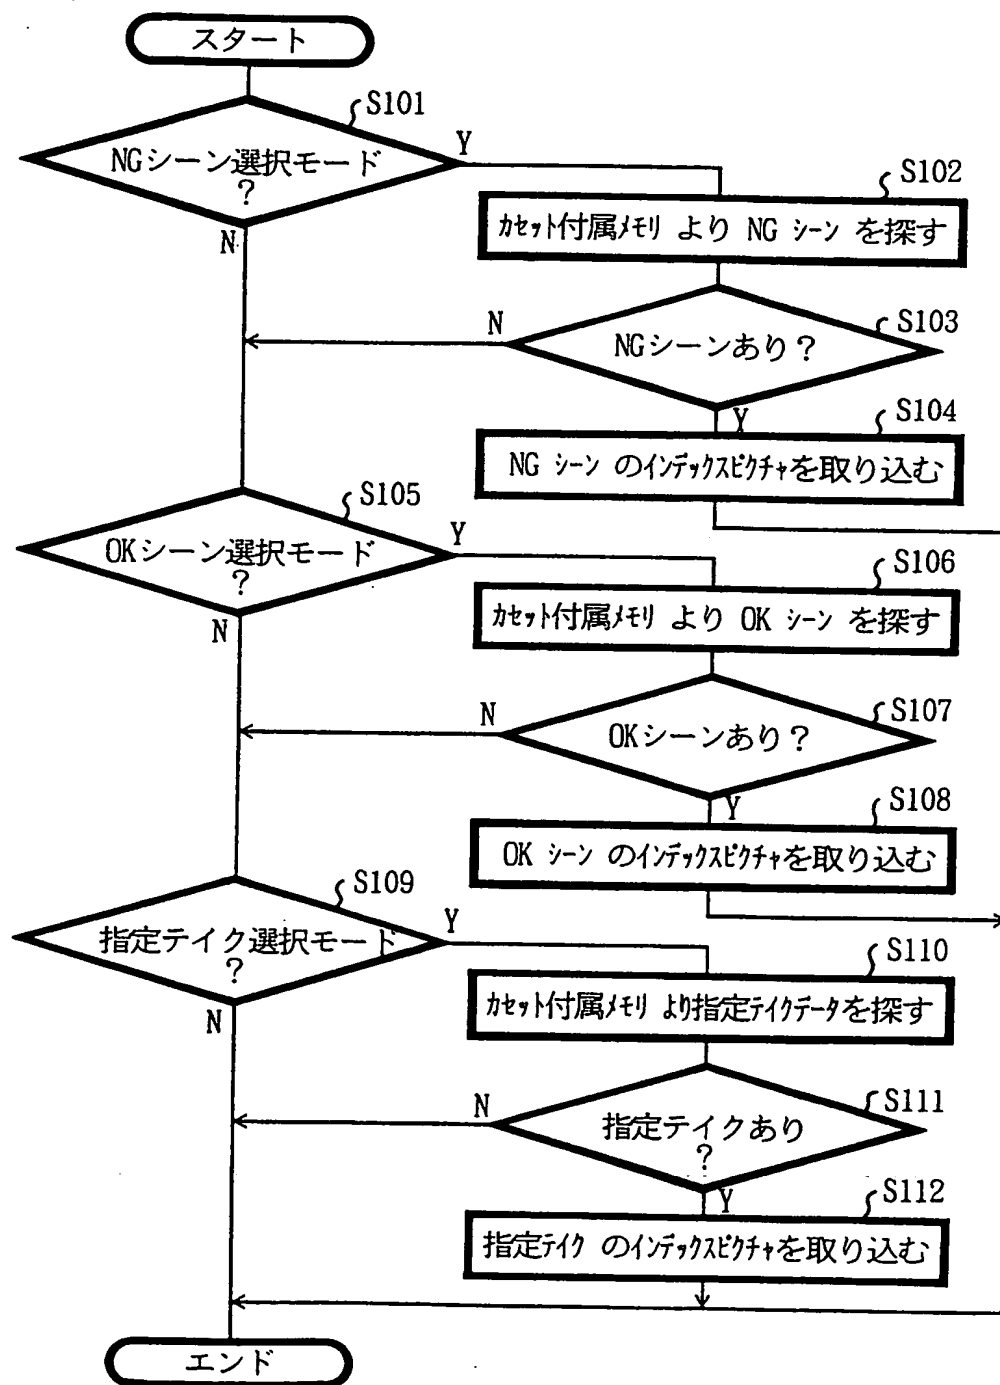 スタート
S101
NGシーン選択モード
?
Y
N
S102
カセット付属メモリ より NG シーン を探す
S103
NGシーンあり?
N
Y
S104
NG シーン のインデックスピクチャを取り込む
S105
OKシーン選択モード
?
Y
N
S106
カセット付属メモリ より OK シーン を探す
S107
OKシーンあり?
N
Y
S108
OK シーン のインデックスピクチャを取り込む
S109
指定テイク選択モード
?
Y
N
S110
カセット付属メモリ より指定テイクデータを探す
S111
指定テイクあり
?
N
Y
S112
指定テイク のインデックスピクチャを取り込む
エンド